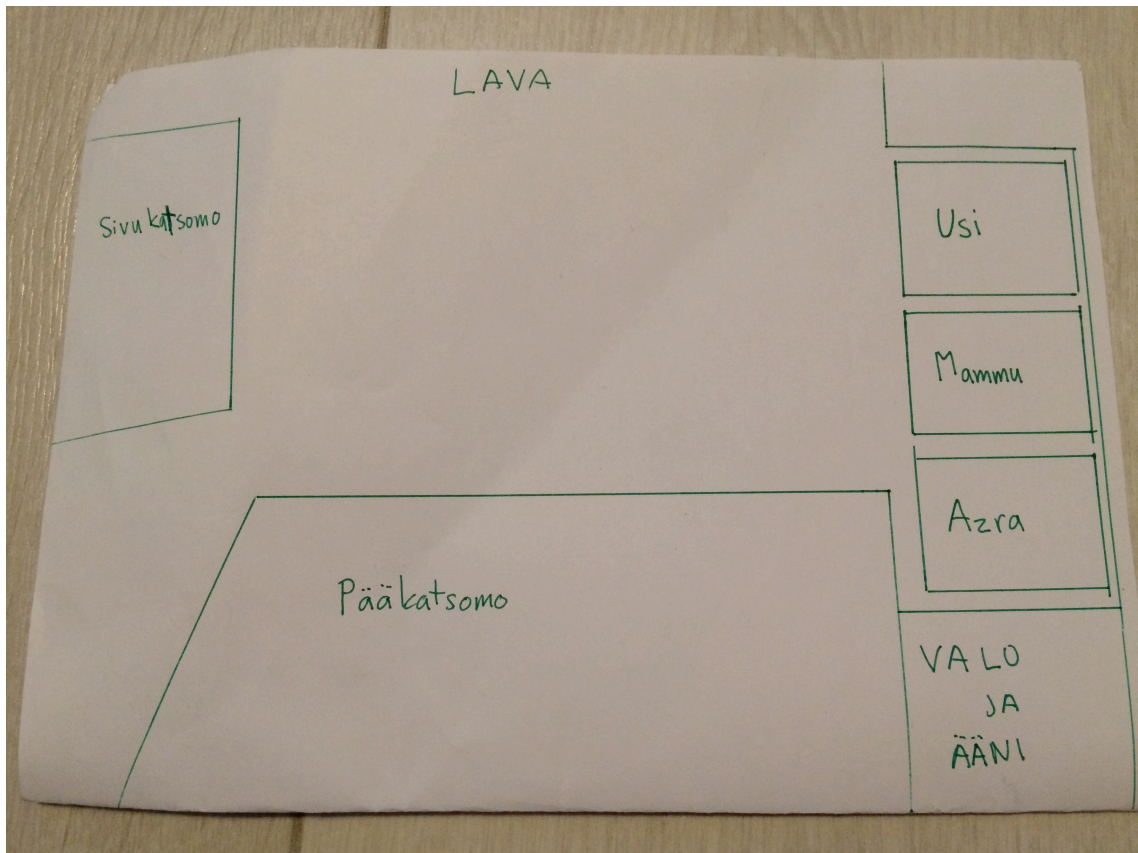 LAVA
Sivukatsomo
Usi
Mammu
Azra
Pääkatsomo
VALO
JA
ÄÄNI